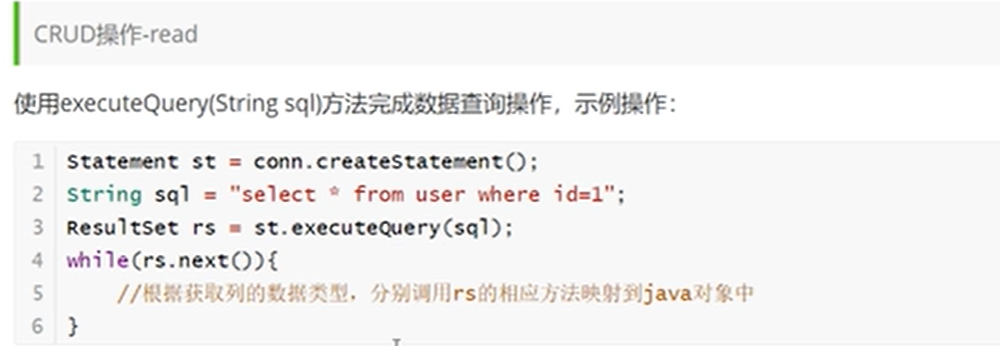 CRUD操作-read
使用executeQuery(String sql)方法完成数据查询操作，示例操作：
1 Statement st = conn.createStatement();
2 String sql = "select * from user where id=1";
3 ResultSet rs = st.executeQuery(sql);
4 while(rs.next()){
5     //根据获取列的数据类型，分别调用rs的相应方法映射到java对象中
6 }